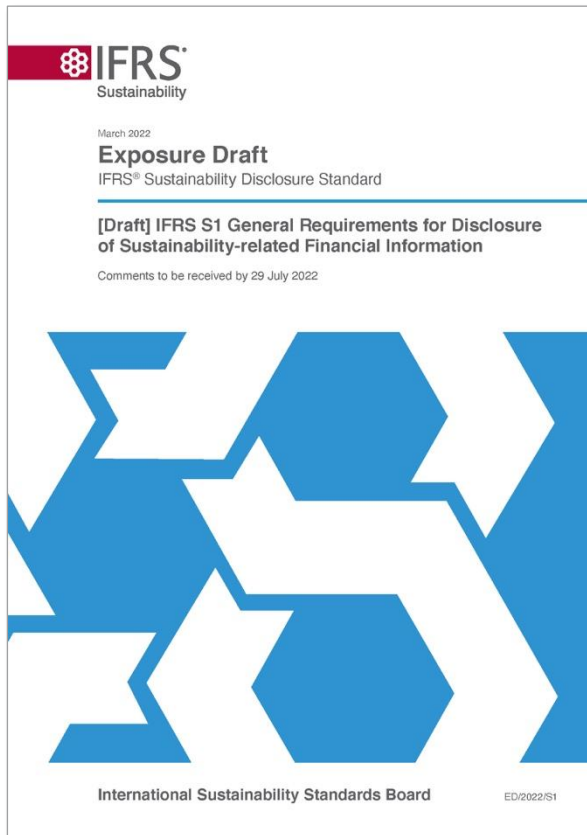 IFRS®
Sustainability
March 2022
Exposure Draft
IFRS® Sustainability Disclosure Standard
[Draft] IFRS S1 General Requirements for Disclosure
of Sustainability-related Financial Information
Comments to be received by 29 July 2022
International Sustainability Standards Board
ED/2022/S1